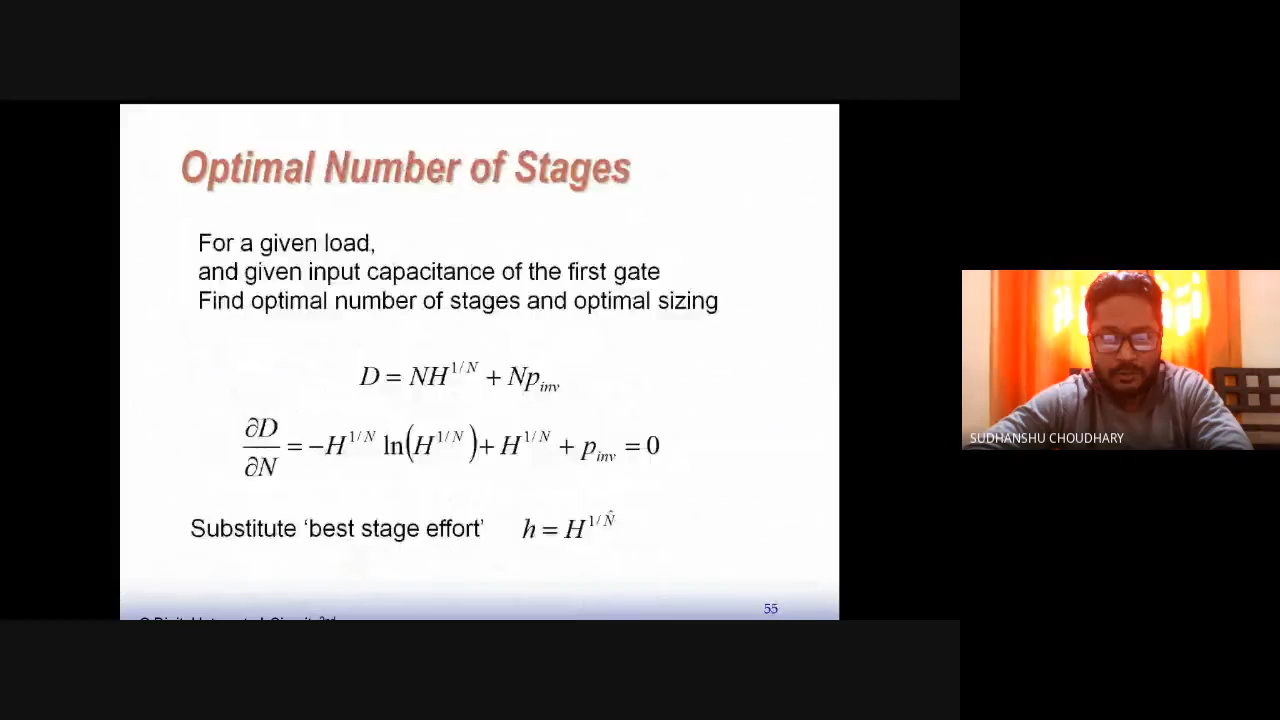 Optimal Number of Stages
For a given load,
and given input capacitance of the first gate
Find optimal number of stages and optimal sizing
D = NH^{1/N} + Np_{inv}
∂D/∂N = −H^{1/N} ln(H^{1/N}) + H^{1/N} + p_{inv} = 0
Substitute ‘best stage effort’ h = H^{1/N̂}
55
SUDHANSHU CHOUDHARY